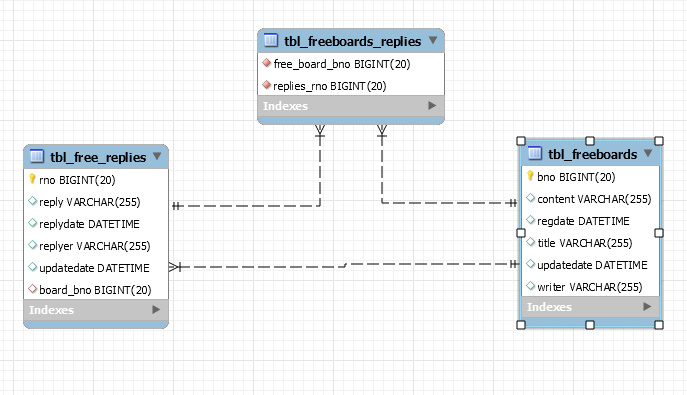 tbl_freeboards_replies
free_board_bno BIGINT(20)
replies_rno BIGINT(20)
Indexes
tbl_free_replies
rno BIGINT(20)
reply VARCHAR(255)
replydate DATETIME
replyer VARCHAR(255)
updatedate DATETIME
board_bno BIGINT(20)
Indexes
tbl_freeboards
bno BIGINT(20)
content VARCHAR(255)
regdate DATETIME
title VARCHAR(255)
updatedate DATETIME
writer VARCHAR(255)
Indexes